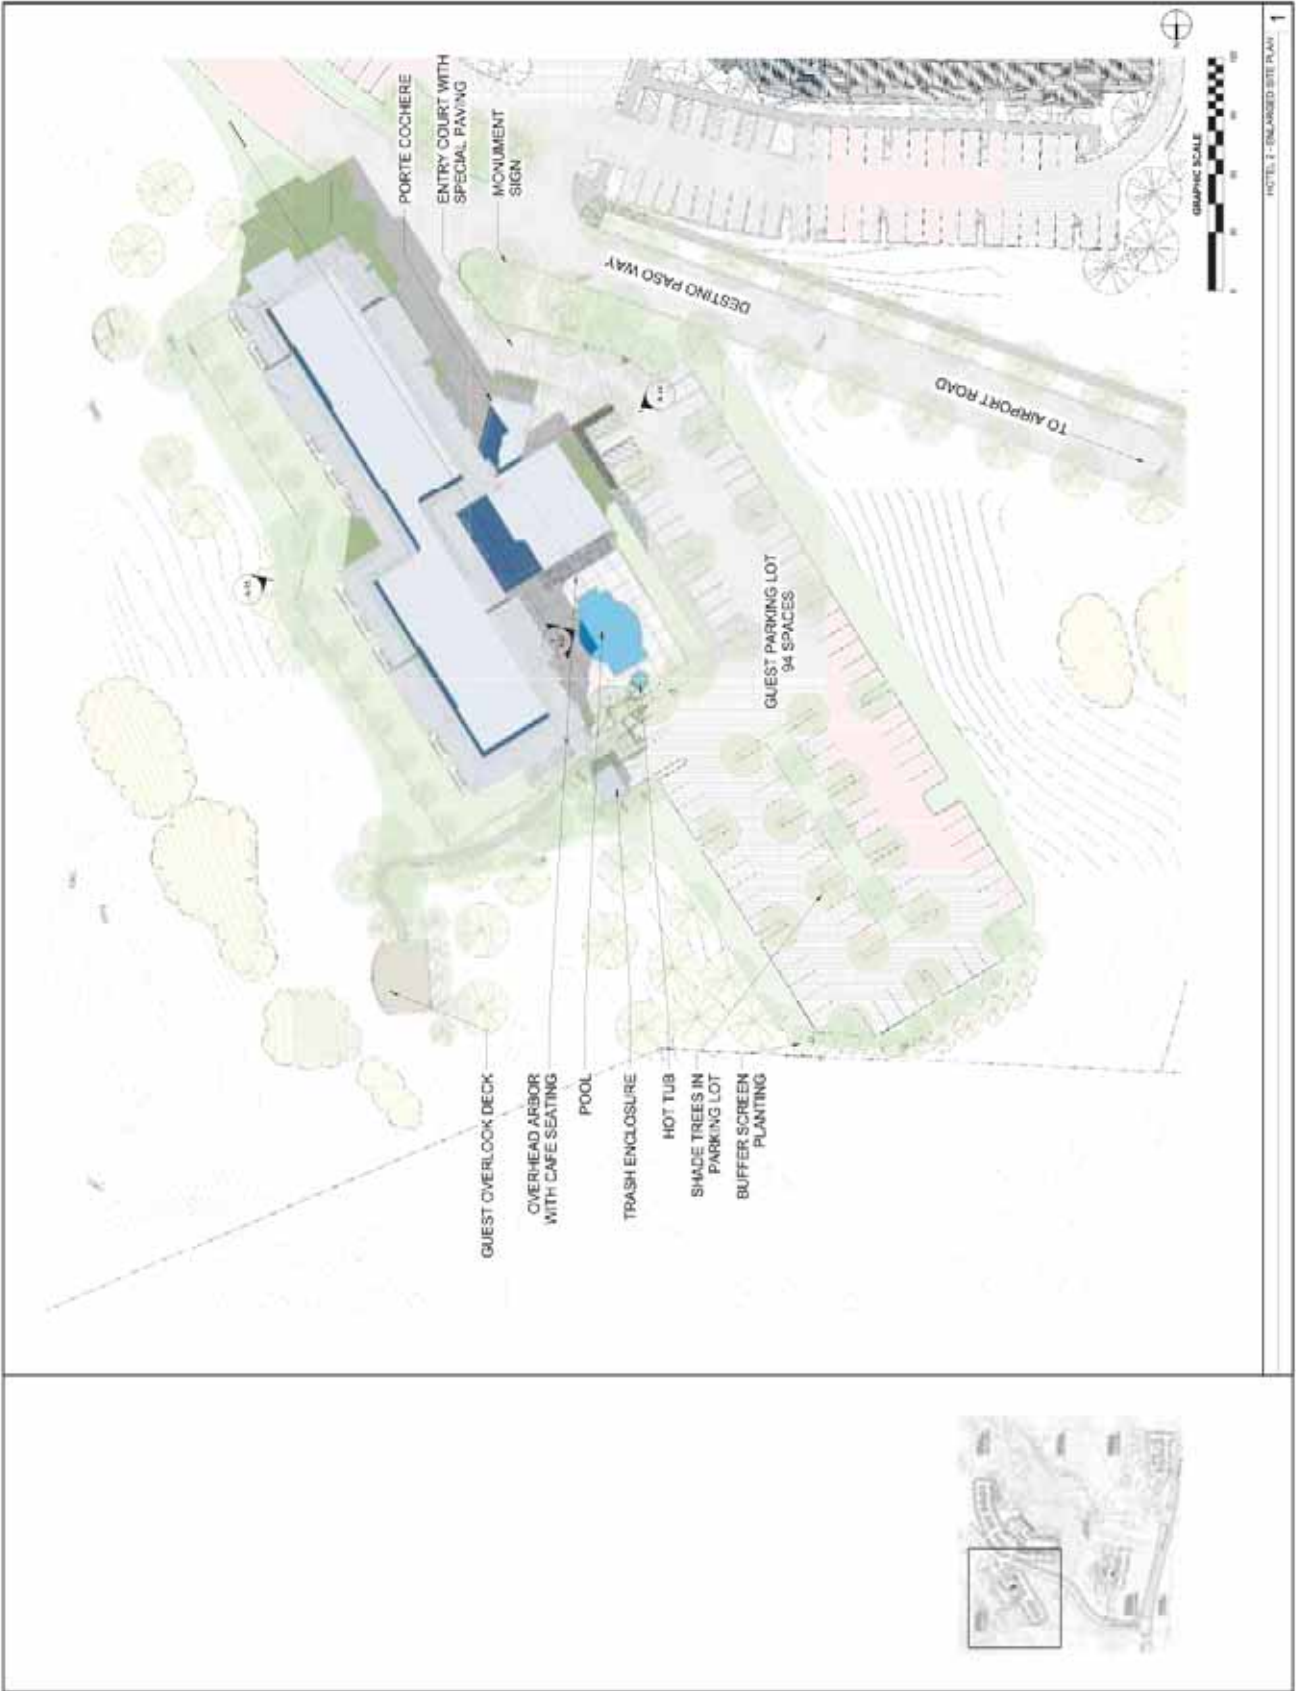 PORTE COCHERE
ENTRY COURT WITH
SPECIAL PAVING
MONUMENT
SIGN
DESTINO PASO WAY
TO AIRPORT ROAD
GUEST PARKING LOT
94 SPACES
GUEST OVERLOOK DECK
OVERHEAD ARBOR
WITH CAFE SEATING
POOL
TRASH ENCLOSURE
HOT TUB
SHADE TREES IN
PARKING LOT
BUFFER SCREEN
PLANTING
GRAPHIC SCALE
HOTEL 2 - ENLARGED SITE PLAN
1